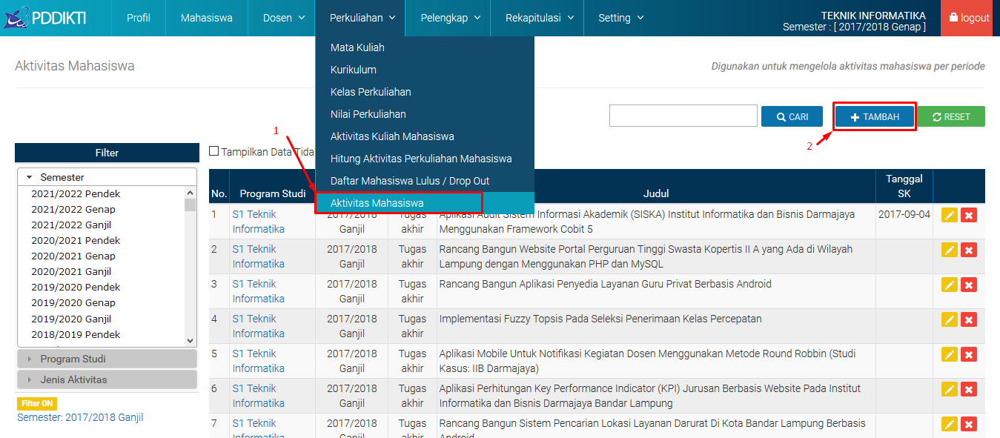 PDDIKTI
Profil
Mahasiswa
Dosen
Perkuliahan
Pelengkap
Rekapitulasi
Setting
TEKNIK INFORMATIKA
Semester : [ 2017/2018 Genap ]
logout
Mata Kuliah
Kurikulum
Kelas Perkuliahan
Nilai Perkuliahan
Aktivitas Kuliah Mahasiswa
Hitung Aktivitas Perkuliahan Mahasiswa
Daftar Mahasiswa Lulus / Drop Out
Aktivitas Mahasiswa
Aktivitas Mahasiswa
Digunakan untuk mengelola aktivitas mahasiswa per periode
CARI
TAMBAH
RESET
1
2
Filter
Semester
2021/2022 Pendek
2021/2022 Genap
2021/2022 Ganjil
2020/2021 Pendek
2020/2021 Genap
2020/2021 Ganjil
2019/2020 Pendek
2019/2020 Genap
2019/2020 Ganjil
2018/2019 Pendek
Program Studi
Jenis Aktivitas
Filter ON
Semester: 2017/2018 Ganjil
Tampilkan Data Tida
No. Program Studi Judul Tanggal
SK
1 S1 Teknik 2017/2018 Tugas Aplikasi Audit Sistem Informasi Akademik (SISKA) Institut Informatika dan Bisnis Darmajaya 2017-09-04
Informatika Ganjil akhir Menggunakan Framework Cobit 5
2 S1 Teknik 2017/2018 Tugas Rancang Bangun Website Portal Perguruan Tinggi Swasta Kopertis II A yang Ada di Wilayah
Informatika Ganjil akhir Lampung dengan Menggunakan PHP dan MySQL
3 S1 Teknik 2017/2018 Tugas Rancang Bangun Aplikasi Penyedia Layanan Guru Privat Berbasis Android
Informatika Ganjil akhir
4 S1 Teknik 2017/2018 Tugas Implementasi Fuzzy Topsis Pada Seleksi Penerimaan Kelas Percepatan
Informatika Ganjil akhir
5 S1 Teknik 2017/2018 Tugas Aplikasi Mobile Untuk Notifikasi Kegiatan Dosen Menggunakan Metode Round Robbin (Studi
Informatika Ganjil akhir Kasus: IIB Darmajaya)
6 S1 Teknik 2017/2018 Tugas Aplikasi Perhitungan Key Performance Indicator (KPI) Jurusan Berbasis Website Pada Institut
Informatika Ganjil akhir Informatika dan Bisnis Darmajaya Bandar Lampung
7 S1 Teknik 2017/2018 Tugas Rancang Bangun Sistem Pencarian Lokasi Layanan Darurat Di Kota Bandar Lampung Berbasis
Informatika Ganjil akhir Android